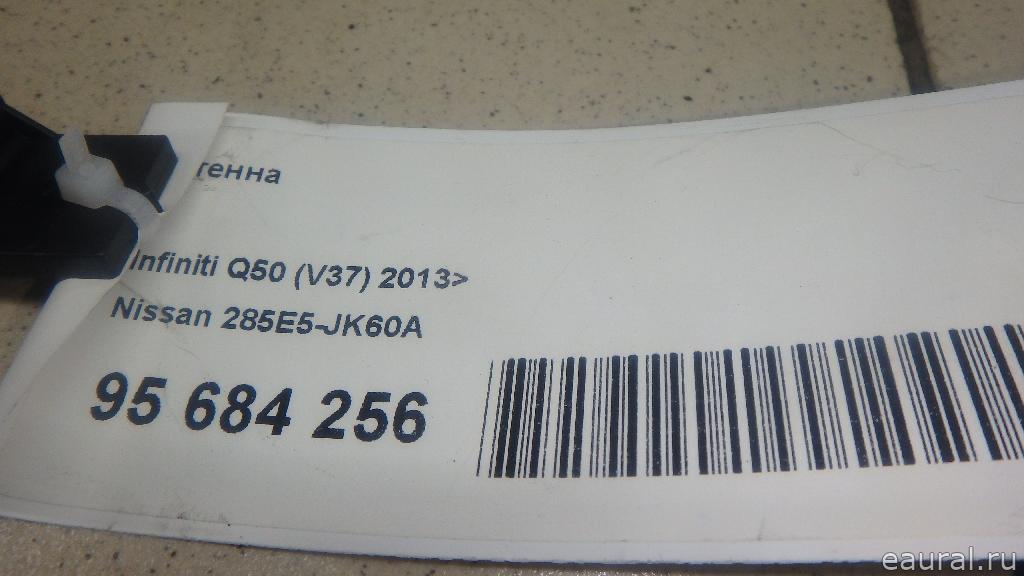 тенна
Infiniti Q50 (V37) 2013>
Nissan 285E5-JK60A
95 684 256
eaural.ru